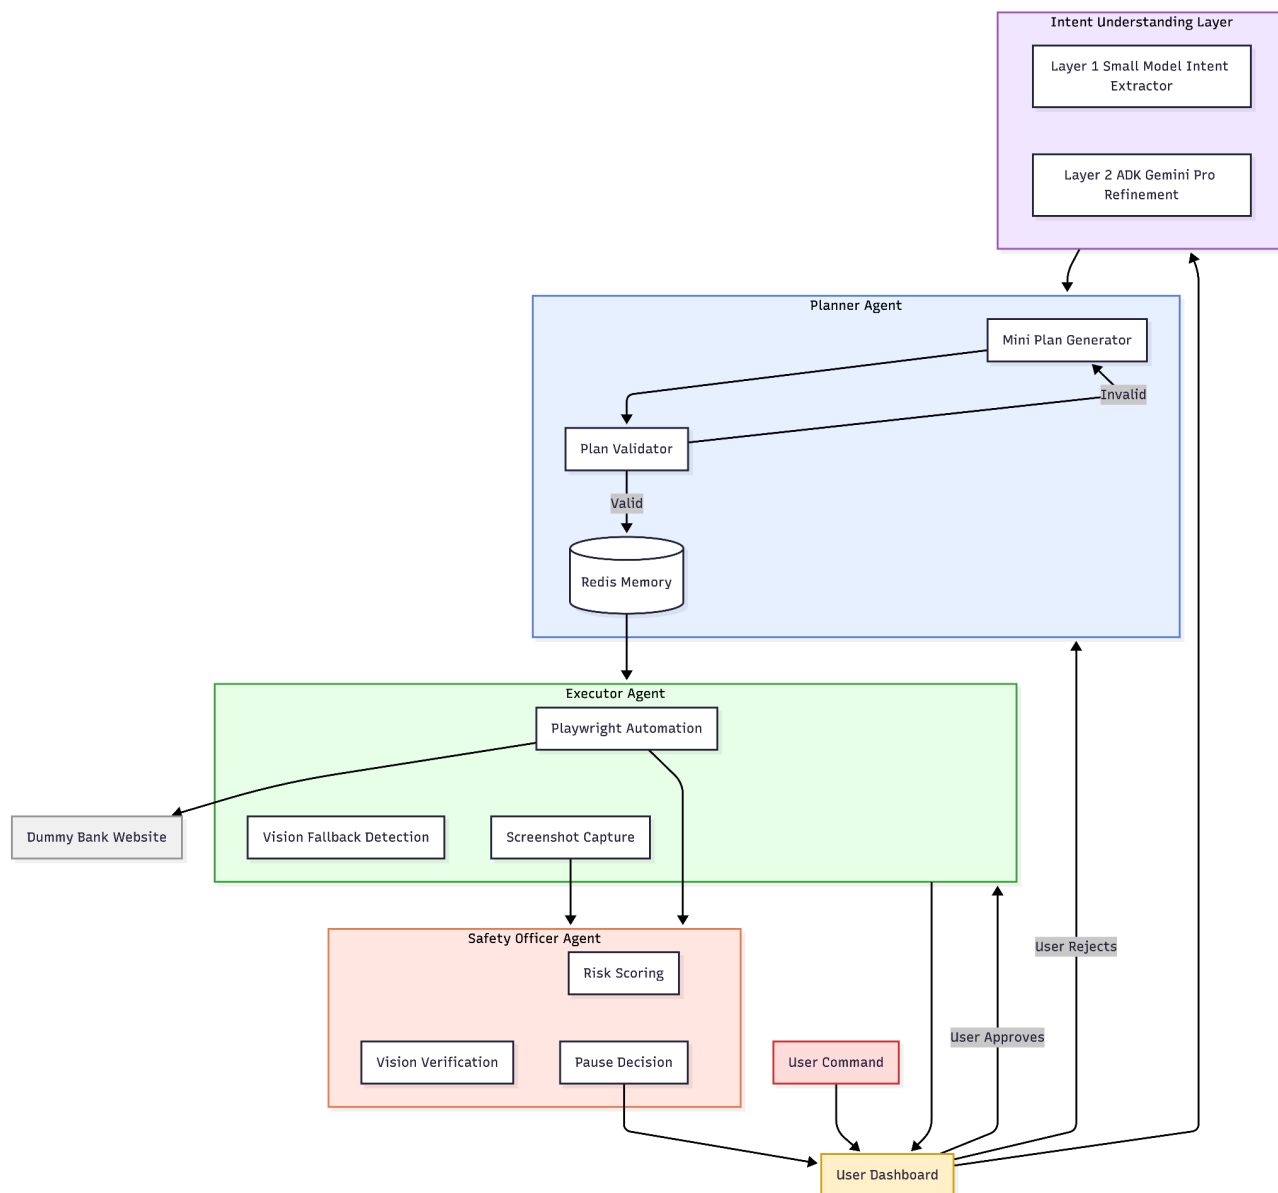 Intent Understanding Layer
Layer 1 Small Model Intent
Extractor
Layer 2 ADK Gemini Pro
Refinement
Planner Agent
Mini Plan Generator
Invalid
Plan Validator
Valid
Redis Memory
Executor Agent
Playwright Automation
Dummy Bank Website
Vision Fallback Detection
Screenshot Capture
Safety Officer Agent
User Rejects
Risk Scoring
User Approves
Vision Verification
Pause Decision
User Command
User Dashboard